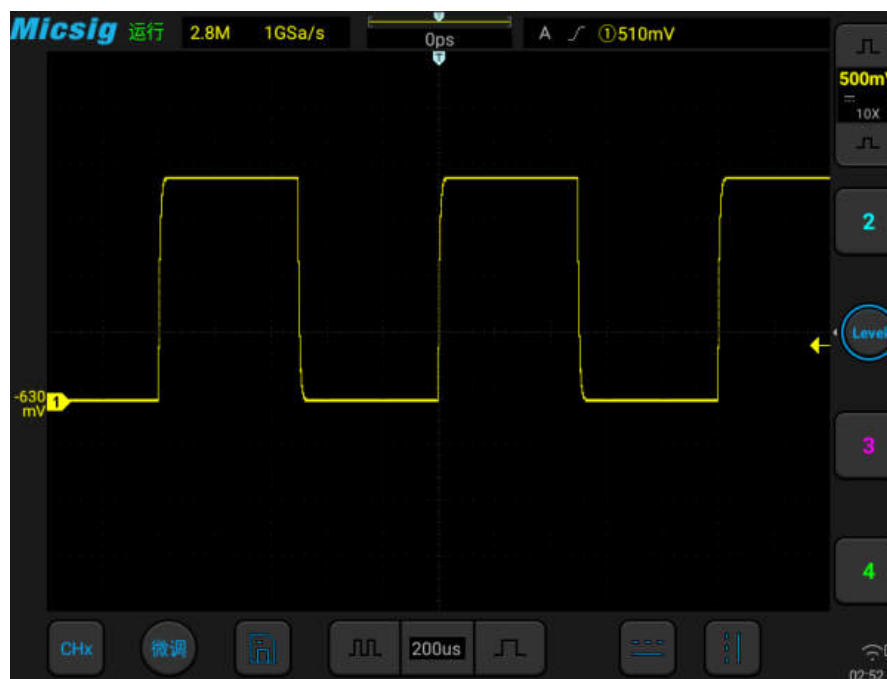 Micsig 运行 2.8M 1GSa/s 0ps A ①510mV
T
500mV
10X
2
Level
-630
mV
1
3
4
CHx 微调 200us
02:52